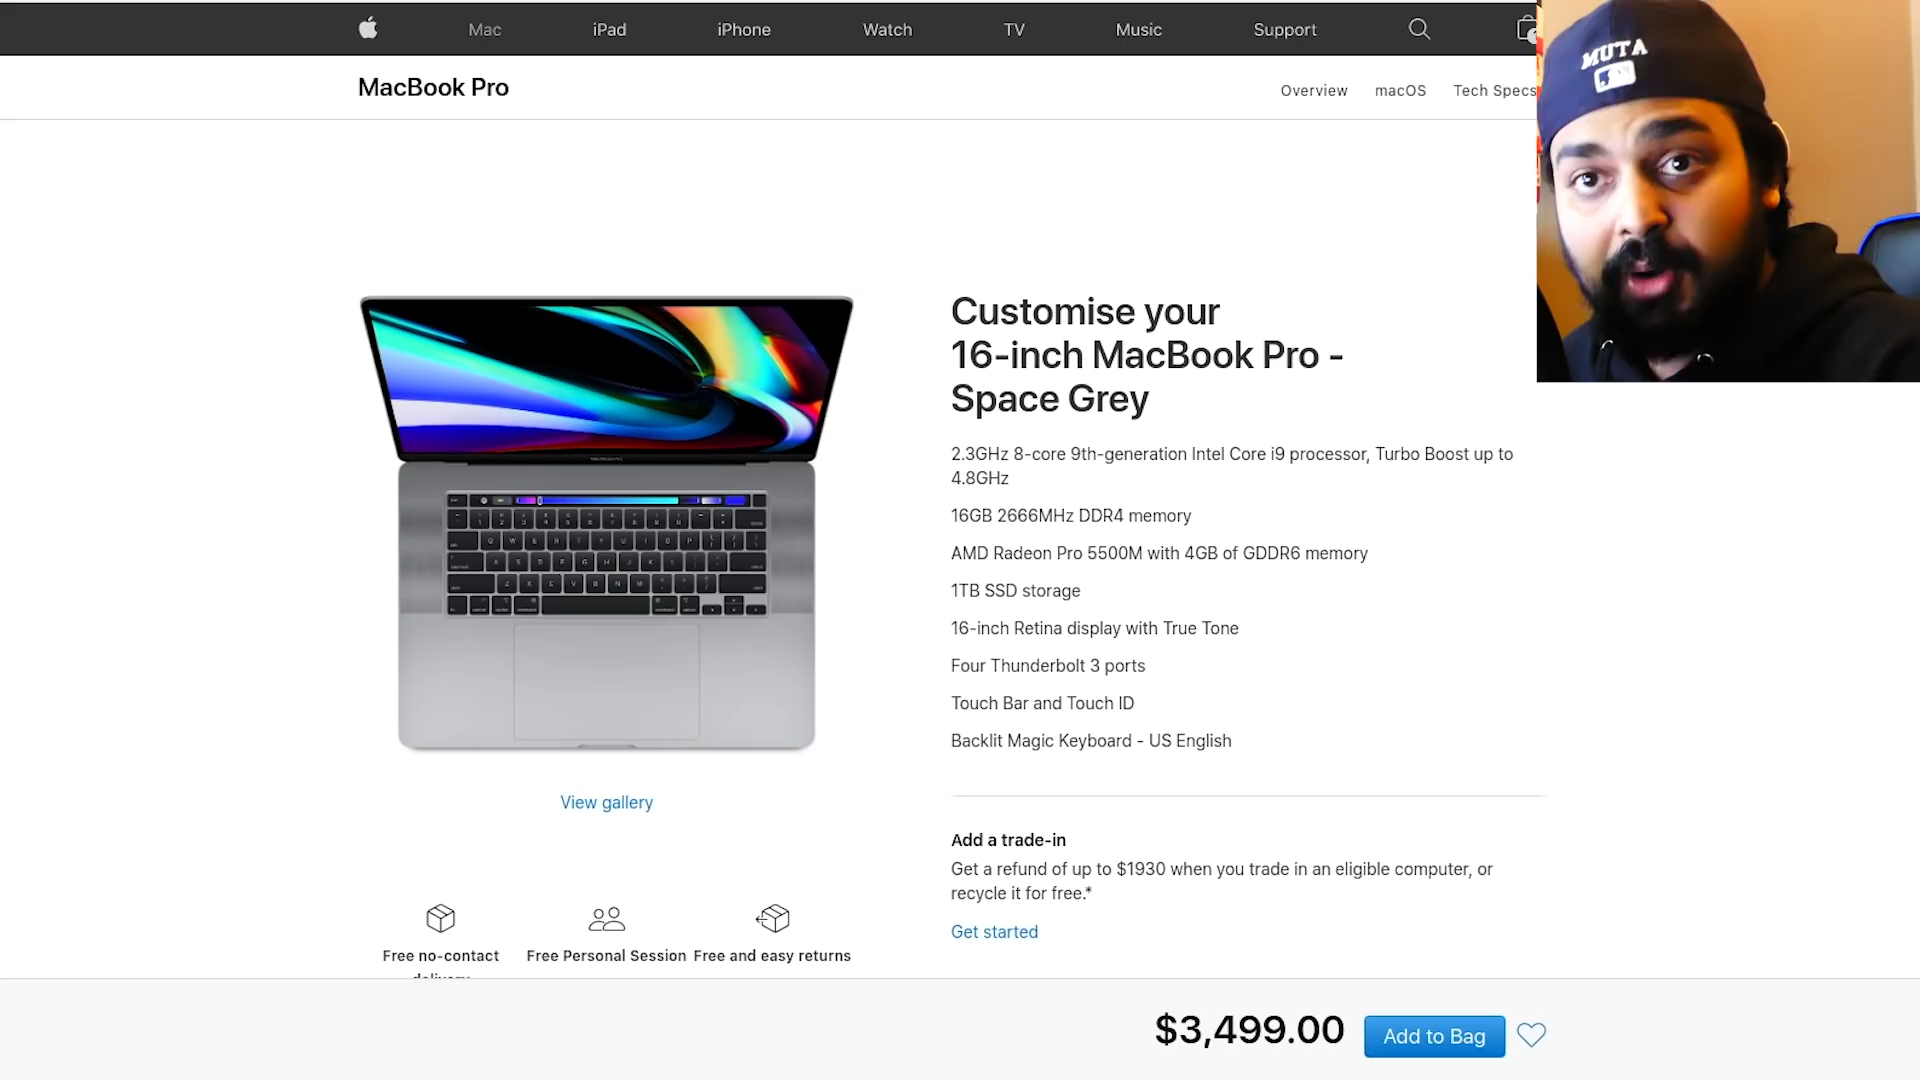 Mac
iPad
iPhone
Watch
TV
Music
Support
MacBook Pro
Overview
macOS
Tech Specs
MUTA
Customise your
16-inch MacBook Pro -
Space Grey
2.3GHz 8-core 9th-generation Intel Core i9 processor, Turbo Boost up to
4.8GHz
16GB 2666MHz DDR4 memory
AMD Radeon Pro 5500M with 4GB of GDDR6 memory
1TB SSD storage
16-inch Retina display with True Tone
Four Thunderbolt 3 ports
Touch Bar and Touch ID
Backlit Magic Keyboard - US English
View gallery
Add a trade-in
Get a refund of up to $1930 when you trade in an eligible computer, or
recycle it for free.*
Get started
Free no-contact
delivery
Free Personal Session
Free and easy returns
$3,499.00
Add to Bag